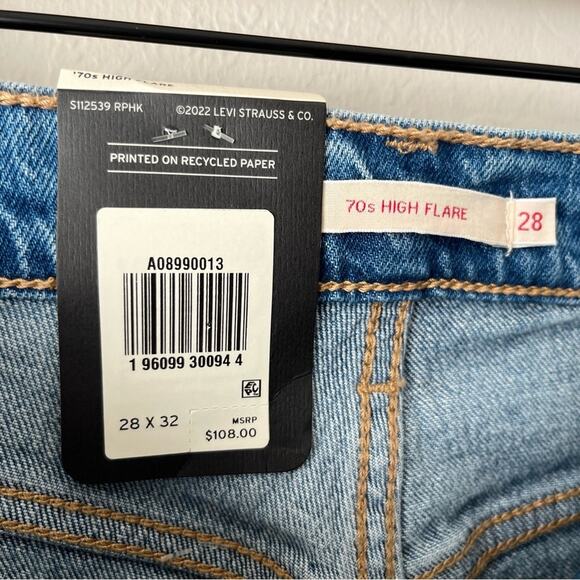 '70s HIGH FLARE
S112539 RPHK ©2022 LEVI STRAUSS & CO.
PRINTED ON RECYCLED PAPER
A08990013
1 96099 30094 4
28 X 32
MSRP
$108.00
70s HIGH FLARE
28